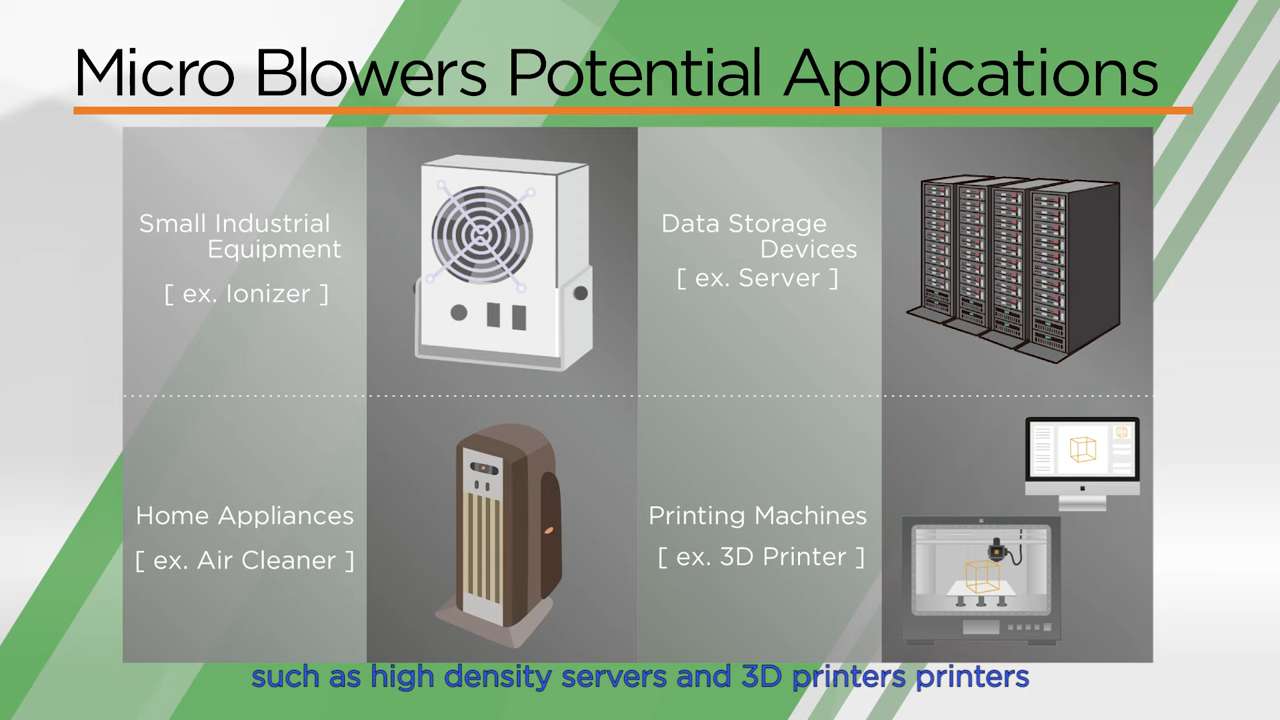 Micro Blowers Potential Applications
Small Industrial
Equipment
[ ex. Ionizer ]
Data Storage
Devices
[ ex. Server ]
Home Appliances
[ ex. Air Cleaner ]
Printing Machines
[ ex. 3D Printer ]
such as high density servers and 3D printers printers